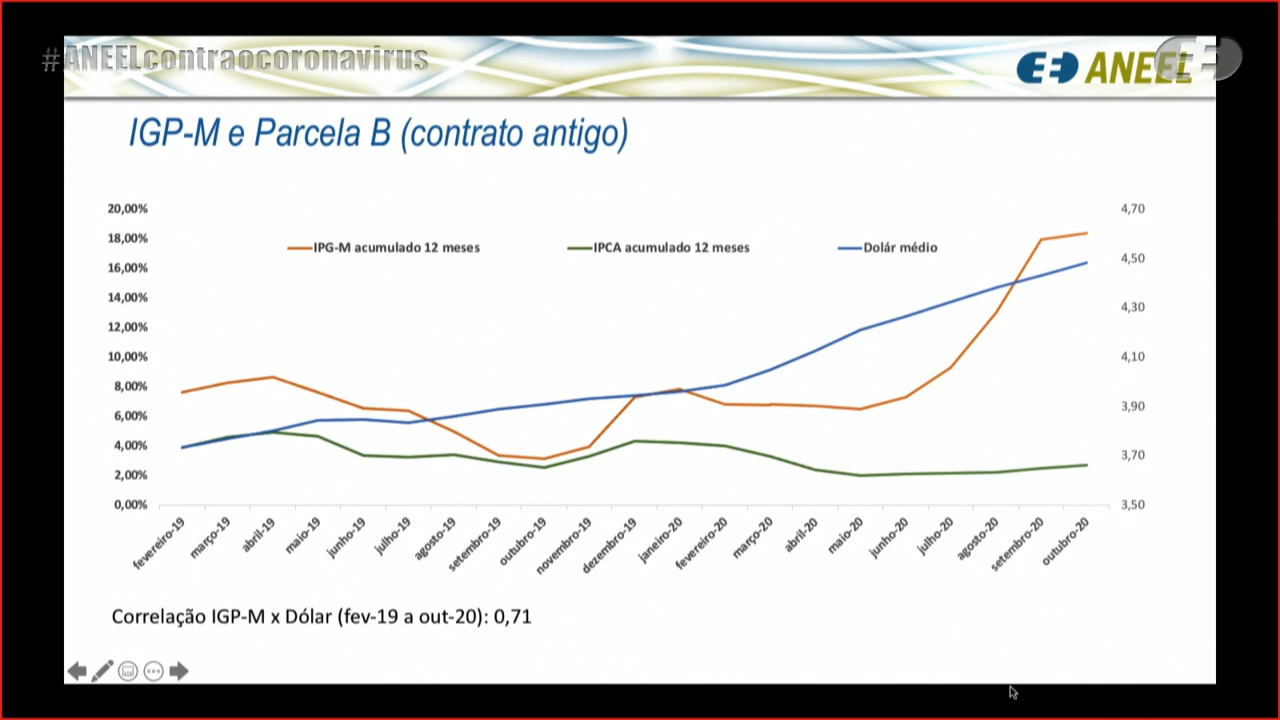 #ANEELcontraocoronavirus
ANEEL
IGP-M e Parcela B (contrato antigo)
20,00%
18,00%
16,00%
14,00%
12,00%
10,00%
8,00%
6,00%
4,00%
2,00%
0,00%
IPG-M acumulado 12 meses
IPCA acumulado 12 meses
Dolár médio
4,70
4,50
4,30
4,10
3,90
3,70
3,50
fevereiro-19
março-19
abril-19
maio-19
junho-19
julho-19
agosto-19
setembro-19
outubro-19
novembro-19
dezembro-19
janeiro-20
fevereiro-20
março-20
abril-20
maio-20
junho-20
julho-20
agosto-20
setembro-20
outubro-20
Correlação IGP-M x Dólar (fev-19 a out-20): 0,71